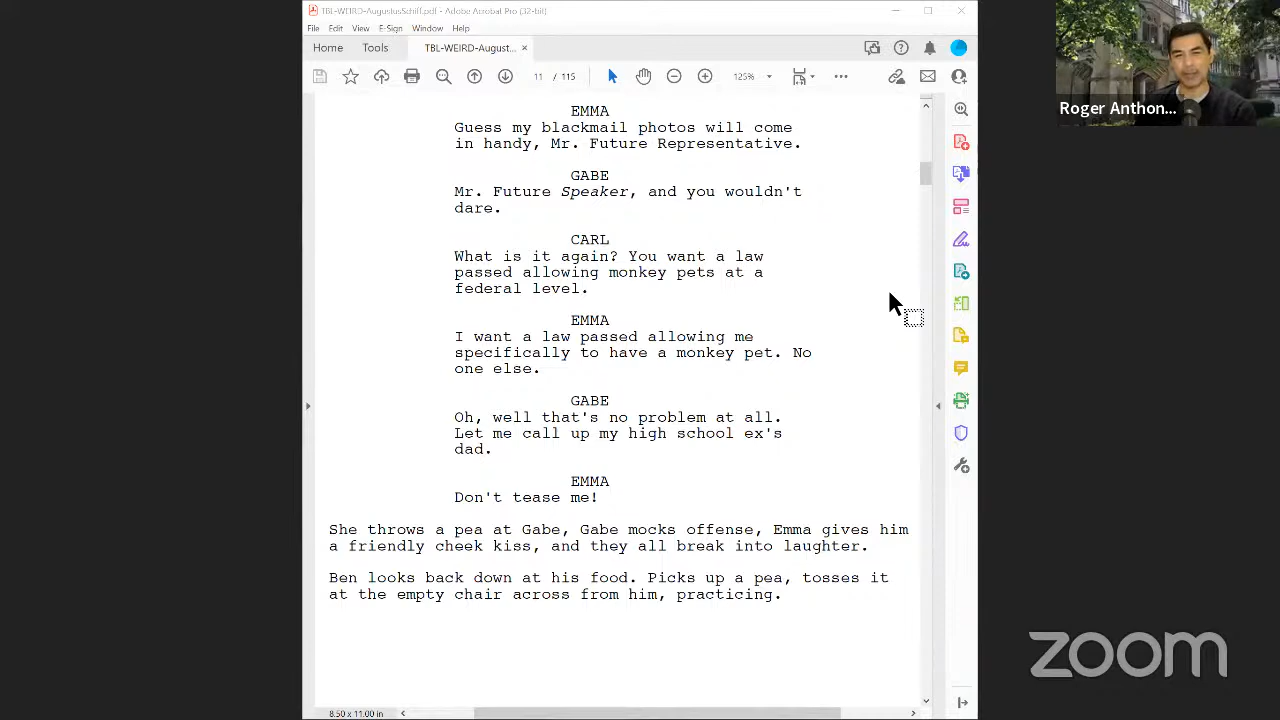 TBL-WEIRD-AugustusSchiff.pdf - Adobe Acrobat Pro (32-bit)
File Edit View E-Sign Window Help
Home Tools TBL-WEIRD-August... ×
11 / 115 125%
EMMA
Guess my blackmail photos will come
in handy, Mr. Future Representative.
GABE
Mr. Future Speaker, and you wouldn't
dare.
CARL
What is it again? You want a law
passed allowing monkey pets at a
federal level.
EMMA
I want a law passed allowing me
specifically to have a monkey pet. No
one else.
GABE
Oh, well that's no problem at all.
Let me call up my high school ex's
dad.
EMMA
Don't tease me!
She throws a pea at Gabe, Gabe mocks offense, Emma gives him
a friendly cheek kiss, and they all break into laughter.
Ben looks back down at his food. Picks up a pea, tosses it
at the empty chair across from him, practicing.
8.50 x 11.00 in
Roger Anthon...
zoom